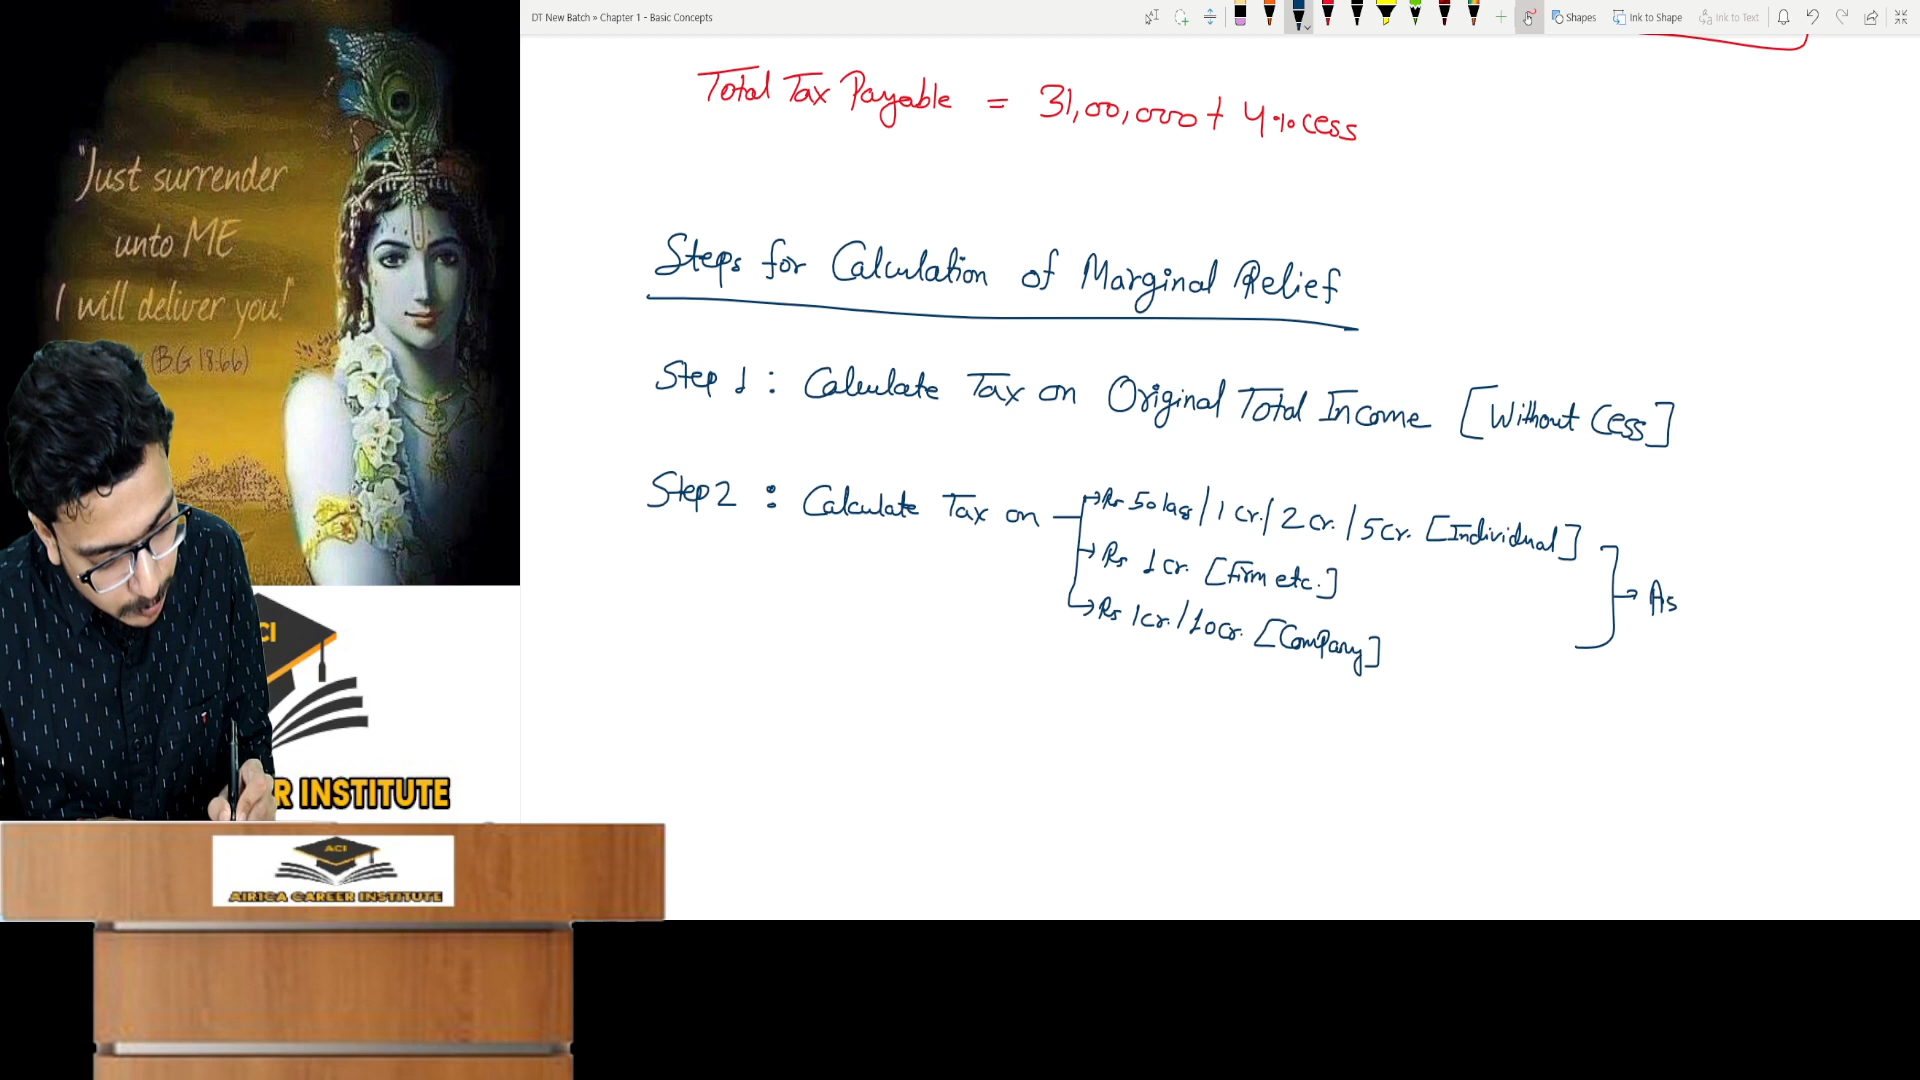 DT New Batch » Chapter 1 - Basic Concepts
Shapes
Ink to Shape
Ink to Text
Total Tax Payable = 31,00,000 + 4% cess
"Just surrender
unto ME
I will deliver you!"
(B.G 18:66)
Steps for Calculation of Marginal Relief
Step 1 : Calculate Tax on Original Total Income [Without Cess]
Step 2 : Calculate Tax on → Rs 50 lacs / 1 cr. / 2 cr. / 5 cr. [Individual]
→ Rs 1 cr. [Firm etc.]
→ Rs 1 cr. / 10 cr. [Company]
→ As
CI
R INSTITUTE
ACI
AIRICA CAREER INSTITUTE